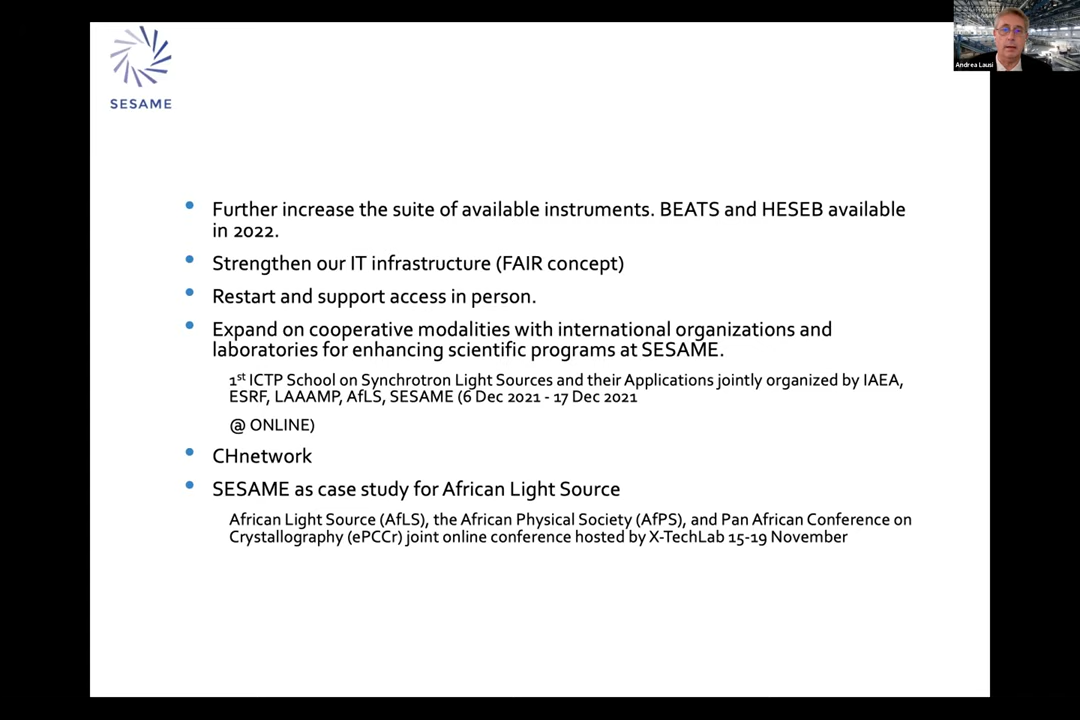 SESAME
Andrea Lausi
Further increase the suite of available instruments. BEATS and HESEB available
in 2022.
Strengthen our IT infrastructure (FAIR concept)
Restart and support access in person.
Expand on cooperative modalities with international organizations and
laboratories for enhancing scientific programs at SESAME.
1st ICTP School on Synchrotron Light Sources and their Applications jointly organized by IAEA,
ESRF, LAAAMP, AfLS, SESAME (6 Dec 2021 - 17 Dec 2021
@ ONLINE)
CHnetwork
SESAME as case study for African Light Source
African Light Source (AfLS), the African Physical Society (AfPS), and Pan African Conference on
Crystallography (ePCCr) joint online conference hosted by X-TechLab 15-19 November